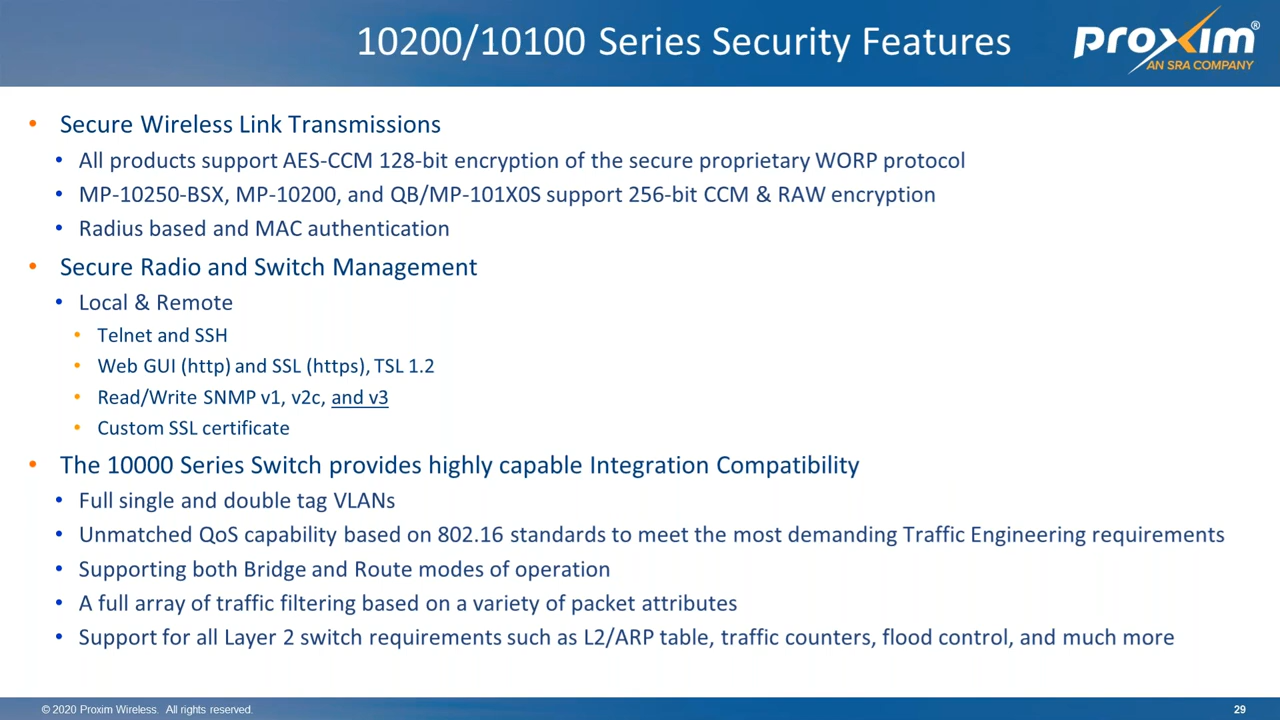 10200/10100 Series Security Features
proxim®
AN SRA COMPANY
• Secure Wireless Link Transmissions
• All products support AES-CCM 128-bit encryption of the secure proprietary WORP protocol
• MP-10250-BSX, MP-10200, and QB/MP-101X0S support 256-bit CCM & RAW encryption
• Radius based and MAC authentication
• Secure Radio and Switch Management
• Local & Remote
• Telnet and SSH
• Web GUI (http) and SSL (https), TSL 1.2
• Read/Write SNMP v1, v2c, and v3
• Custom SSL certificate
• The 10000 Series Switch provides highly capable Integration Compatibility
• Full single and double tag VLANs
• Unmatched QoS capability based on 802.16 standards to meet the most demanding Traffic Engineering requirements
• Supporting both Bridge and Route modes of operation
• A full array of traffic filtering based on a variety of packet attributes
• Support for all Layer 2 switch requirements such as L2/ARP table, traffic counters, flood control, and much more
© 2020 Proxim Wireless. All rights reserved.
29